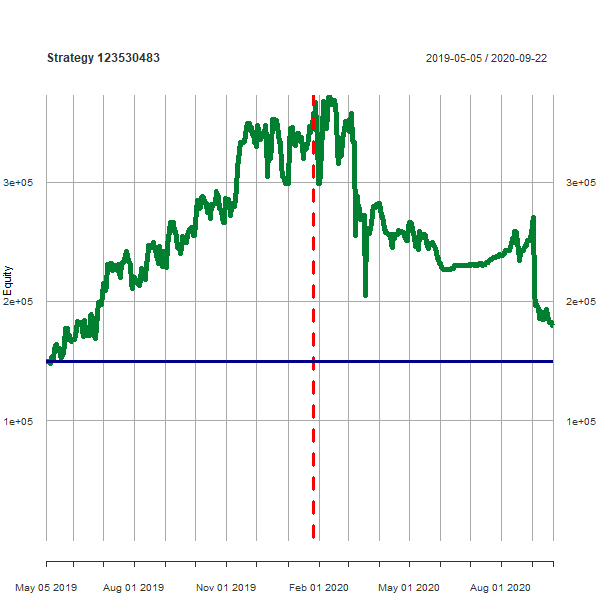 Strategy 123530483
2019-05-05 / 2020-09-22
3e+05
3e+05
Equity
2e+05
2e+05
1e+05
1e+05
May 05 2019
Aug 01 2019
Nov 01 2019
Feb 01 2020
May 01 2020
Aug 01 2020